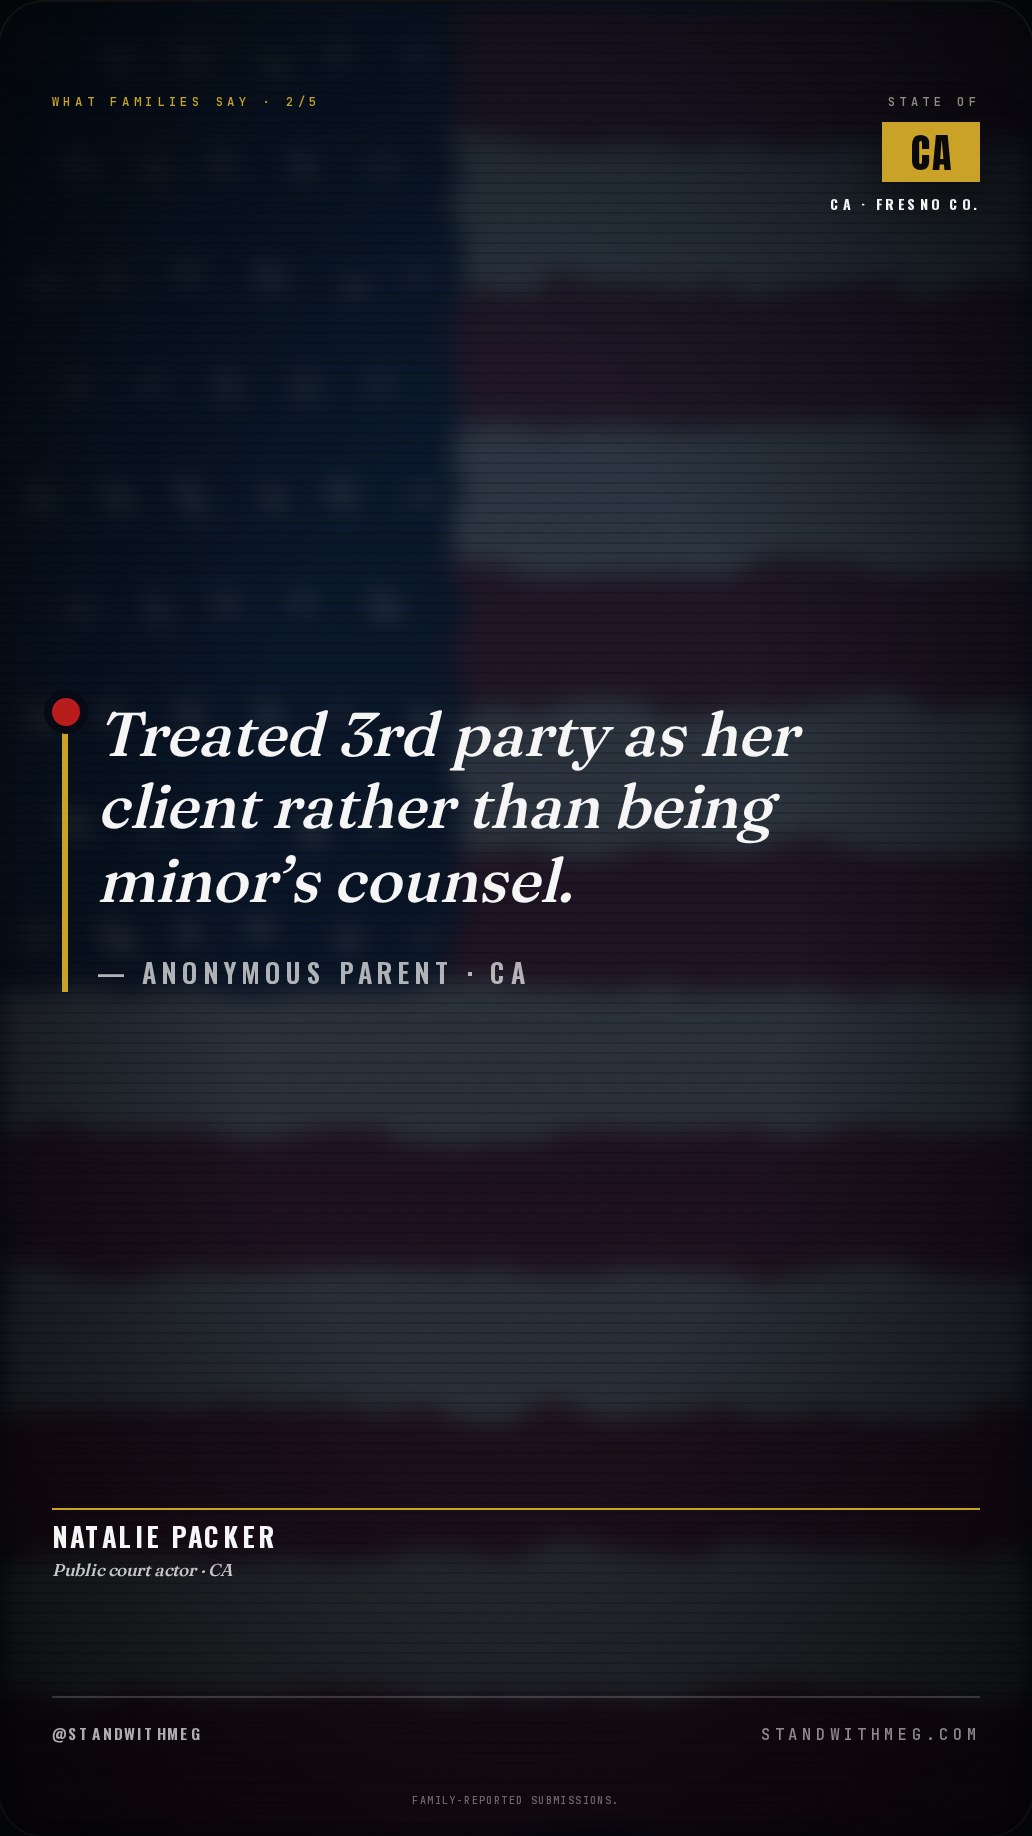 WHAT FAMILIES SAY · 2/5
STATE OF
CA
CA · FRESNO CO.
Treated 3rd party as her
client rather than being
minor’s counsel.
— ANONYMOUS PARENT · CA
NATALIE PACKER
Public court actor · CA
@STANDWITHMEG
STANDWITHMEG.COM
FAMILY-REPORTED SUBMISSIONS.